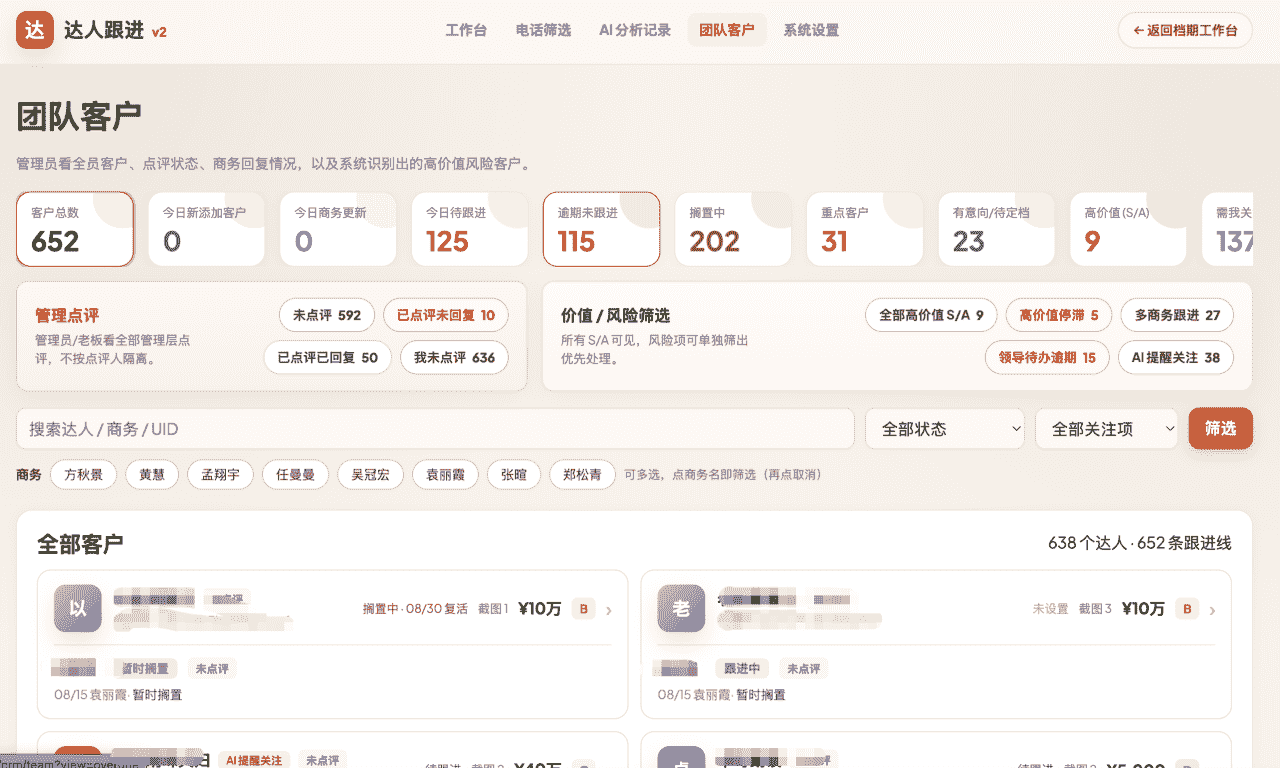 达 达人跟进 v2 工作台 电话筛选 AI分析记录 团队客户 系统设置 ←返回档期工作台
团队客户
管理员看全员客户、点评状态、商务回复情况，以及系统识别出的高价值风险客户。
客户总数 今日新添加客户 今日商务更新 今日待跟进 逾期未跟进 搁置中 重点客户 有意向/待定档 高价值(S/A) 需我关
652 0 0 125 115 202 31 23 9 137
管理点评 未点评 592 已点评未回复 10
管理员/老板看全部管理层点
评，不按点评人隔离。
已点评已回复 50 我未点评 636
价值 / 风险筛选 全部高价值 S/A 9 高价值停滞 5 多商务跟进 27
所有 S/A 可见，风险项可单独筛出
优先处理。
领导待办逾期 15 AI提醒关注 38
搜索达人 / 商务 / UID 全部状态 全部关注项 筛选
商务 方秋景 黄慧 孟翔宇 任曼曼 吴冠宏 袁丽霞 张暄 郑松青 可多选，点商务名即筛选（再点取消）
全部客户 638 个达人 · 652 条跟进线
以 搁置中 · 08/30 复活 截图 1 ¥10万 B ›
暂时搁置 未点评
08/15 袁丽霞· 暂时搁置
老 未设置 截图 3 ¥10万 B ›
跟进中 未点评
08/15 袁丽霞· 暂时搁置
AI提醒关注 未点评